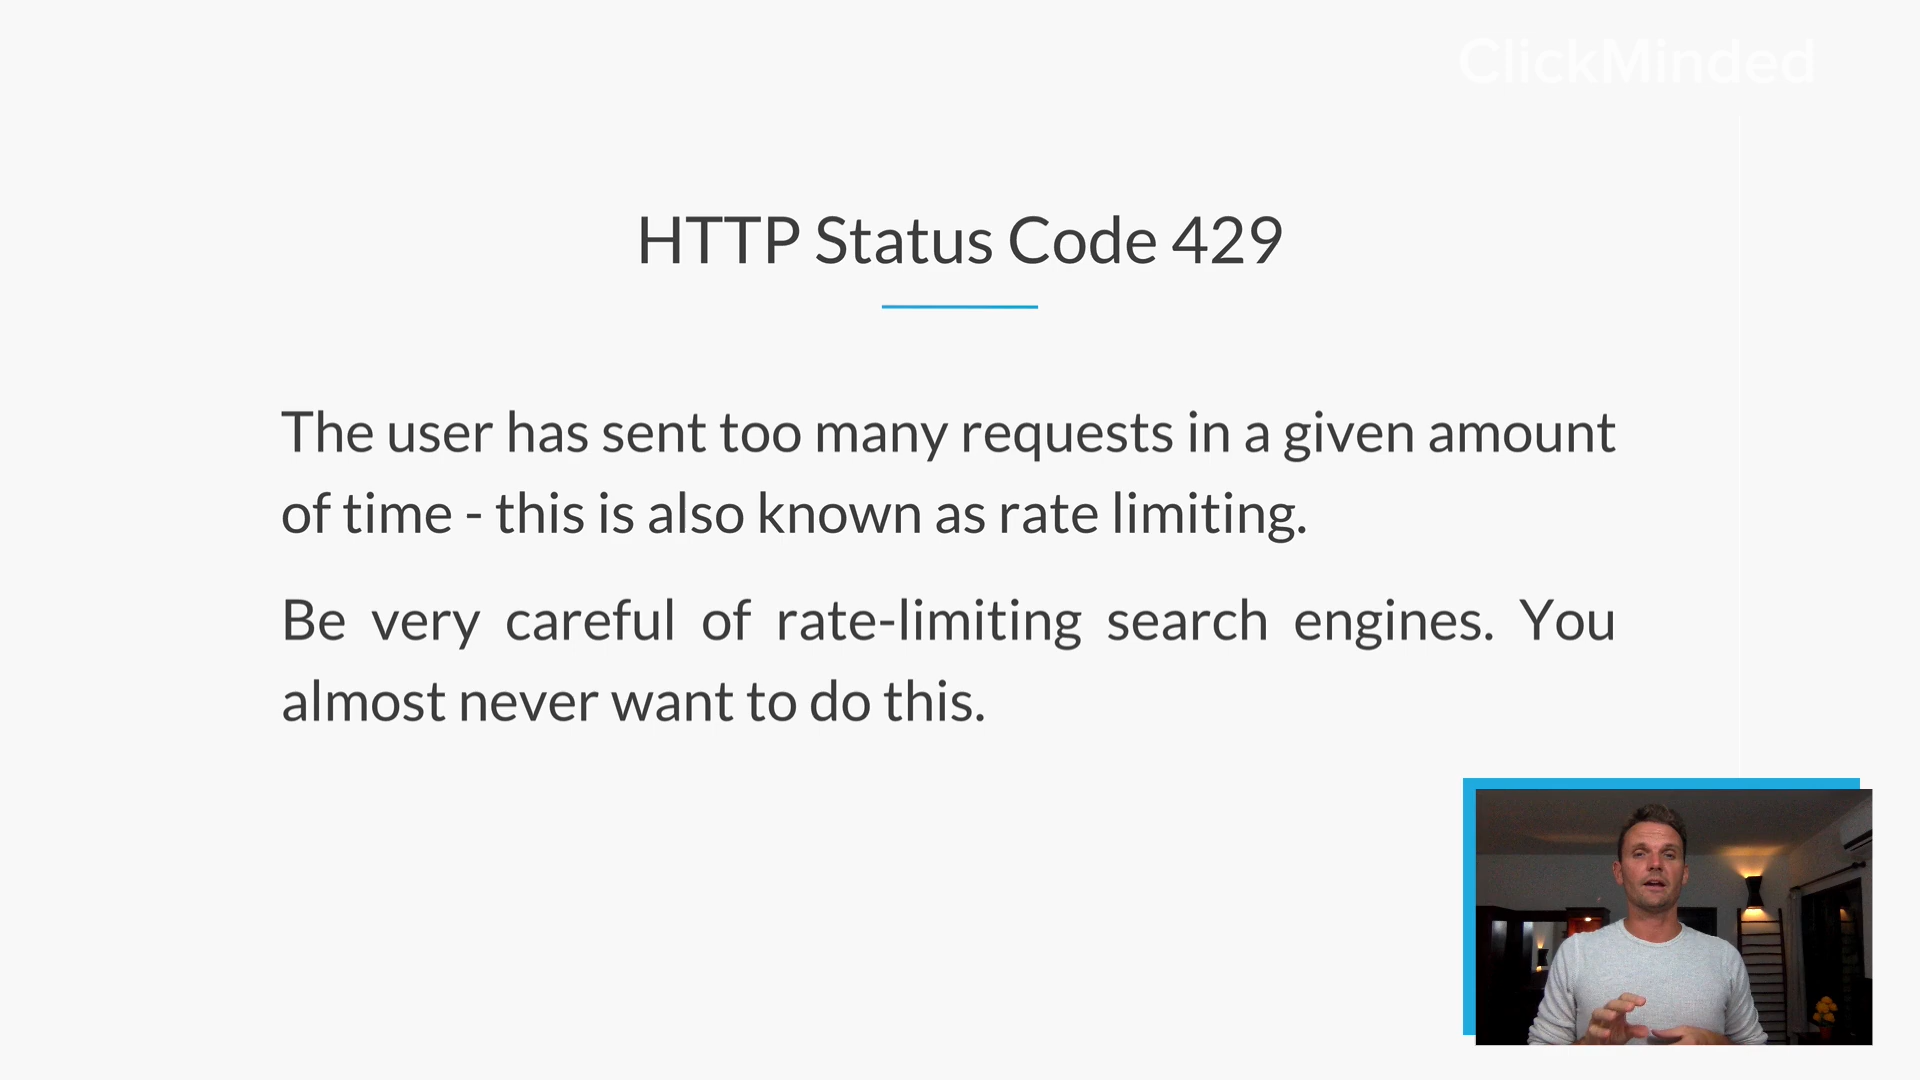 ClickMinded
HTTP Status Code 429
The user has sent too many requests in a given amount
of time - this is also known as rate limiting.
Be very careful of rate-limiting search engines. You
almost never want to do this.